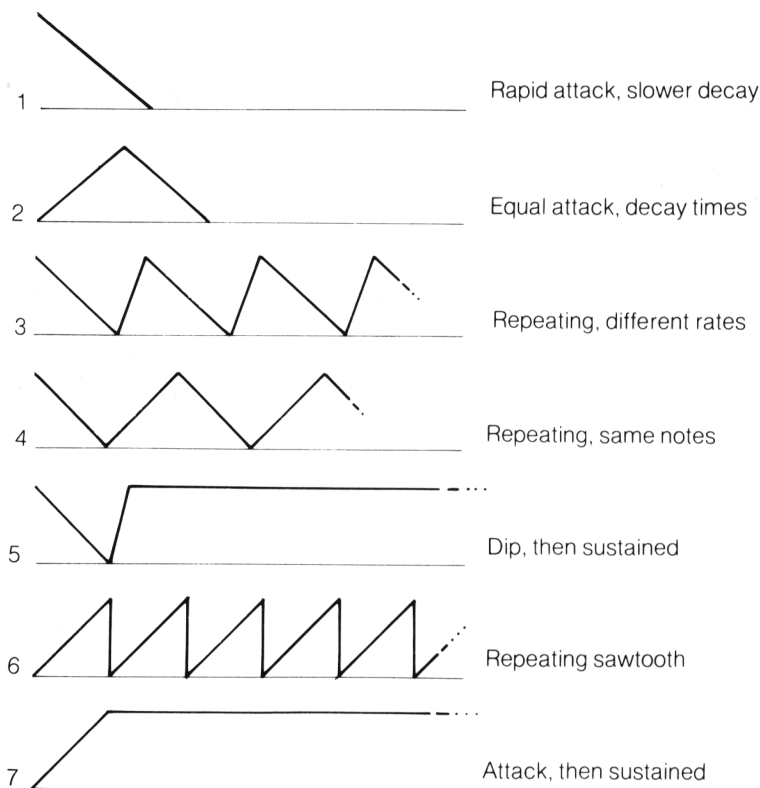 1 Rapid attack, slower decay
2 Equal attack, decay times
3 Repeating, different rates
4 Repeating, same notes
5 Dip, then sustained
6 Repeating sawtooth
7 Attack, then sustained